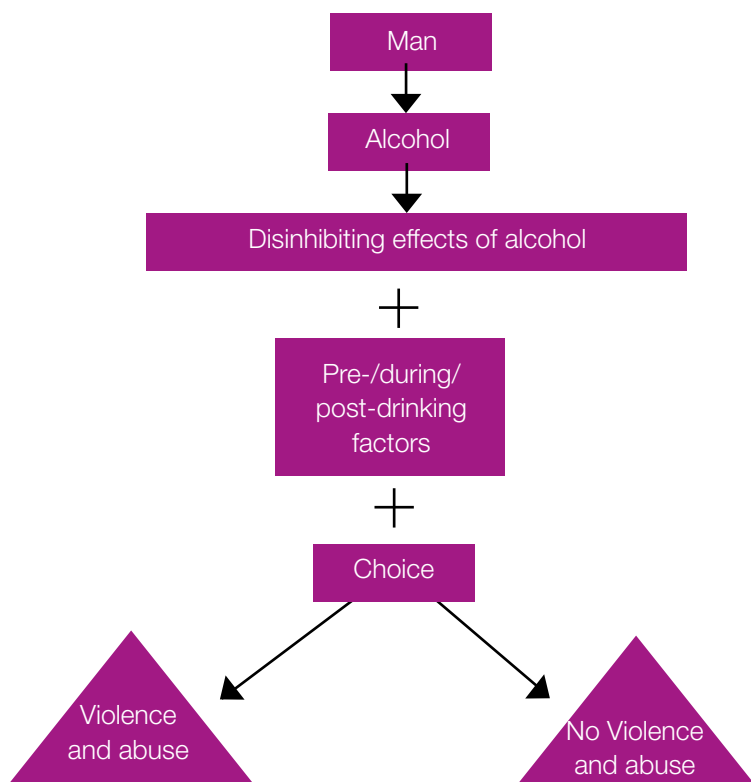 Man
Alcohol
Disinhibiting effects of alcohol
+
Pre-/during/
post-drinking
factors
+
Choice
Violence
and abuse
No Violence
and abuse